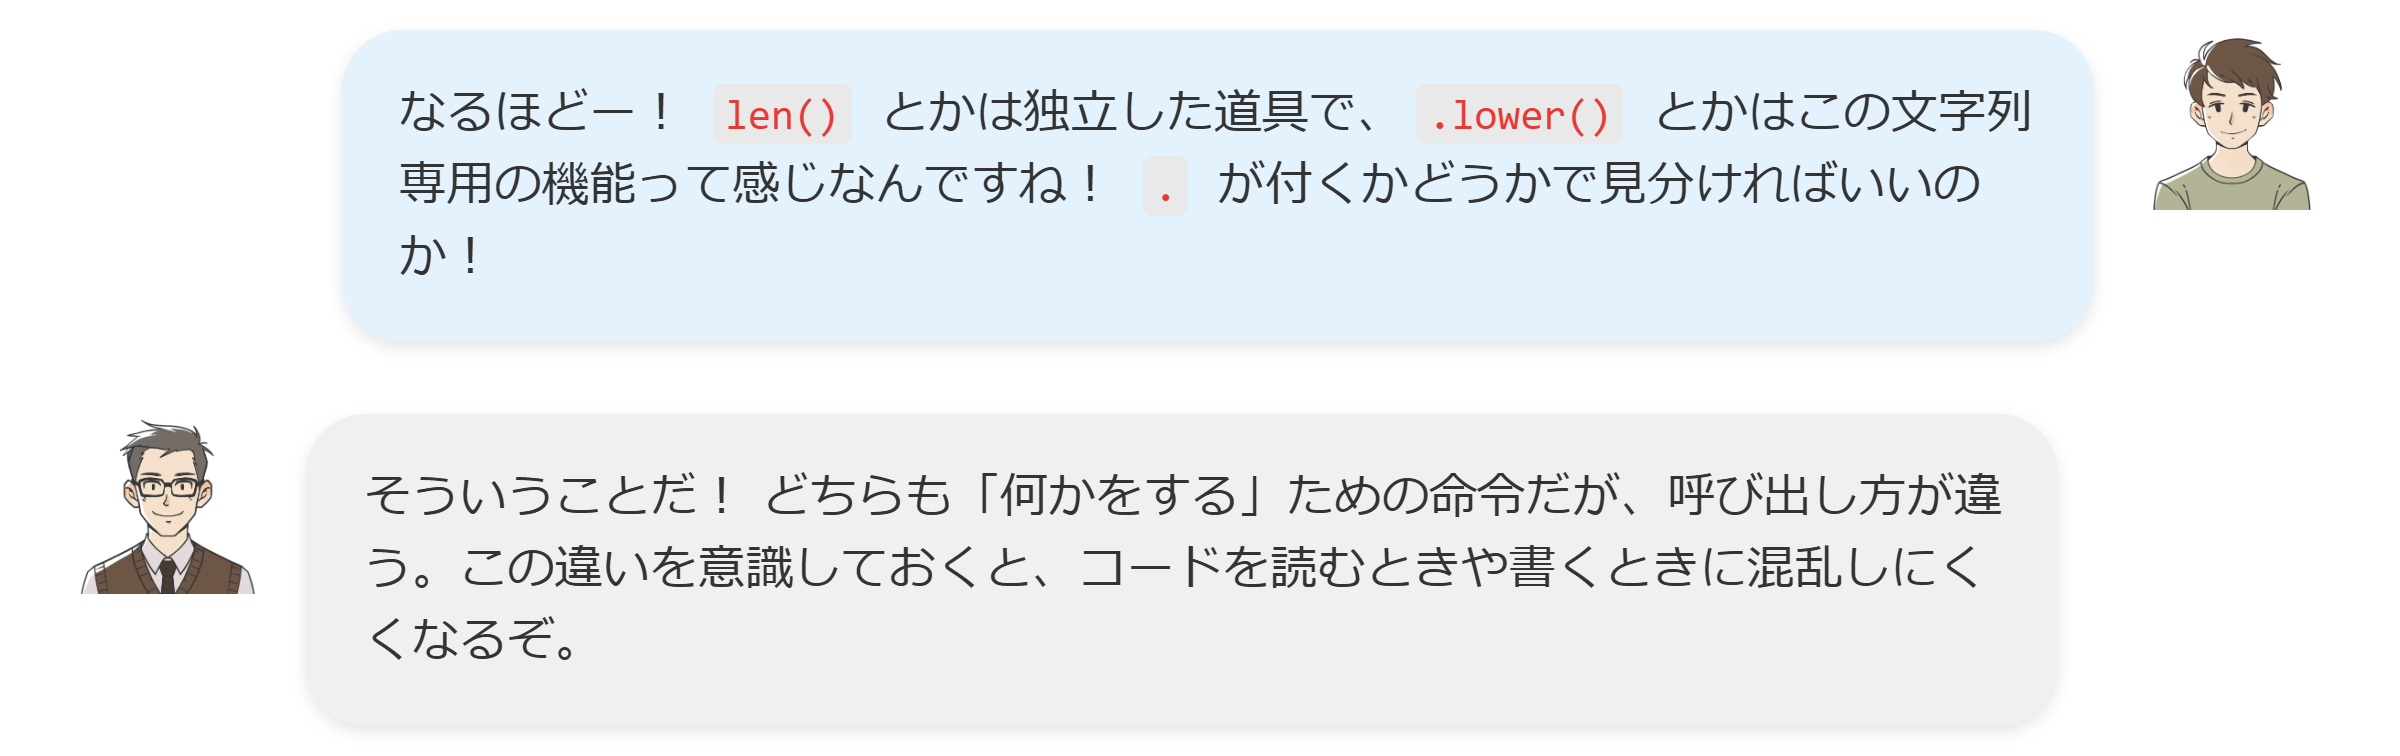 なるほどー！ len() とかは独立した道具で、 .lower() とかはこの文字列
専用の機能って感じなんですね！ . が付くかどうかで見分ければいいの
か！
そういうことだ！ どちらも「何かをする」ための命令だが、呼び出し方が違
う。この違いを意識しておくと、コードを読むときや書くときに混乱しにく
くなるぞ。